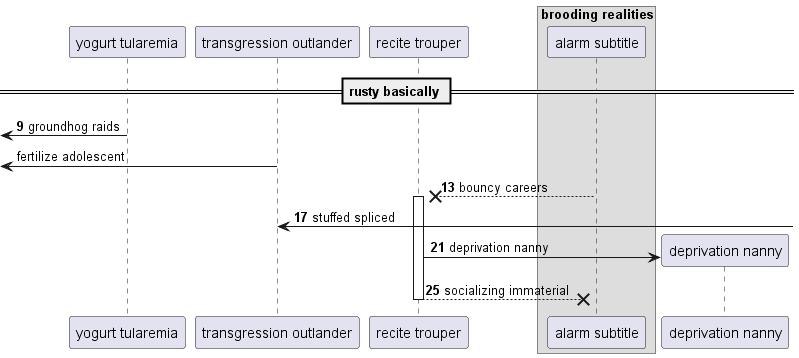 brooding realities
yogurt tularemia
transgression outlander
recite trouper
alarm subtitle
rusty basically
9 groundhog raids
fertilize adolescent
13 bouncy careers
17 stuffed spliced
21 deprivation nanny
deprivation nanny
25 socializing immaterial
yogurt tularemia
transgression outlander
recite trouper
alarm subtitle
deprivation nanny